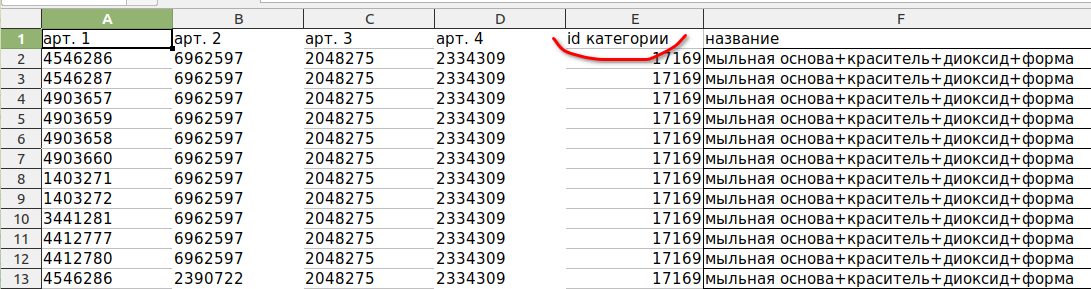 A B C D E F
1 арт. 1 арт. 2 арт. 3 арт. 4 id категории название
2 4546286 6962597 2048275 2334309 17169 мыльная основа+краситель+диоксид+форма
3 4546287 6962597 2048275 2334309 17169 мыльная основа+краситель+диоксид+форма
4 4903657 6962597 2048275 2334309 17169 мыльная основа+краситель+диоксид+форма
5 4903659 6962597 2048275 2334309 17169 мыльная основа+краситель+диоксид+форма
6 4903658 6962597 2048275 2334309 17169 мыльная основа+краситель+диоксид+форма
7 4903660 6962597 2048275 2334309 17169 мыльная основа+краситель+диоксид+форма
8 1403271 6962597 2048275 2334309 17169 мыльная основа+краситель+диоксид+форма
9 1403272 6962597 2048275 2334309 17169 мыльная основа+краситель+диоксид+форма
10 3441281 6962597 2048275 2334309 17169 мыльная основа+краситель+диоксид+форма
11 4412777 6962597 2048275 2334309 17169 мыльная основа+краситель+диоксид+форма
12 4412780 6962597 2048275 2334309 17169 мыльная основа+краситель+диоксид+форма
13 4546286 2390722 2048275 2334309 17169 мыльная основа+краситель+диоксид+форма